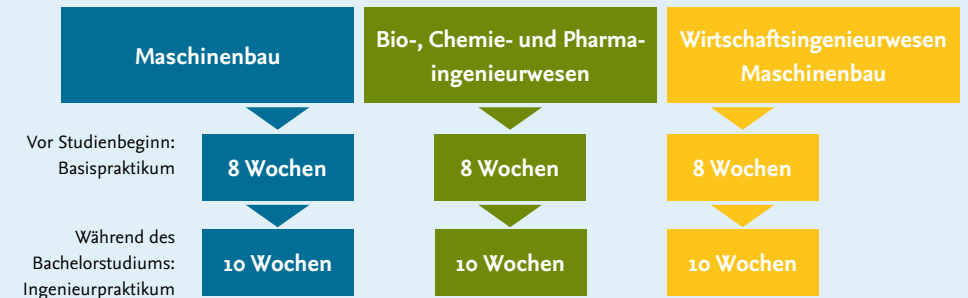 Maschinenbau
Bio-, Chemie- und Pharma-
ingenieurwesen
Wirtschaftsingenieurwesen
Maschinenbau
Vor Studienbeginn:
Basispraktikum
8 Wochen
8 Wochen
8 Wochen
Während des
Bachelorstudiums:
Ingenieurpraktikum
10 Wochen
10 Wochen
10 Wochen